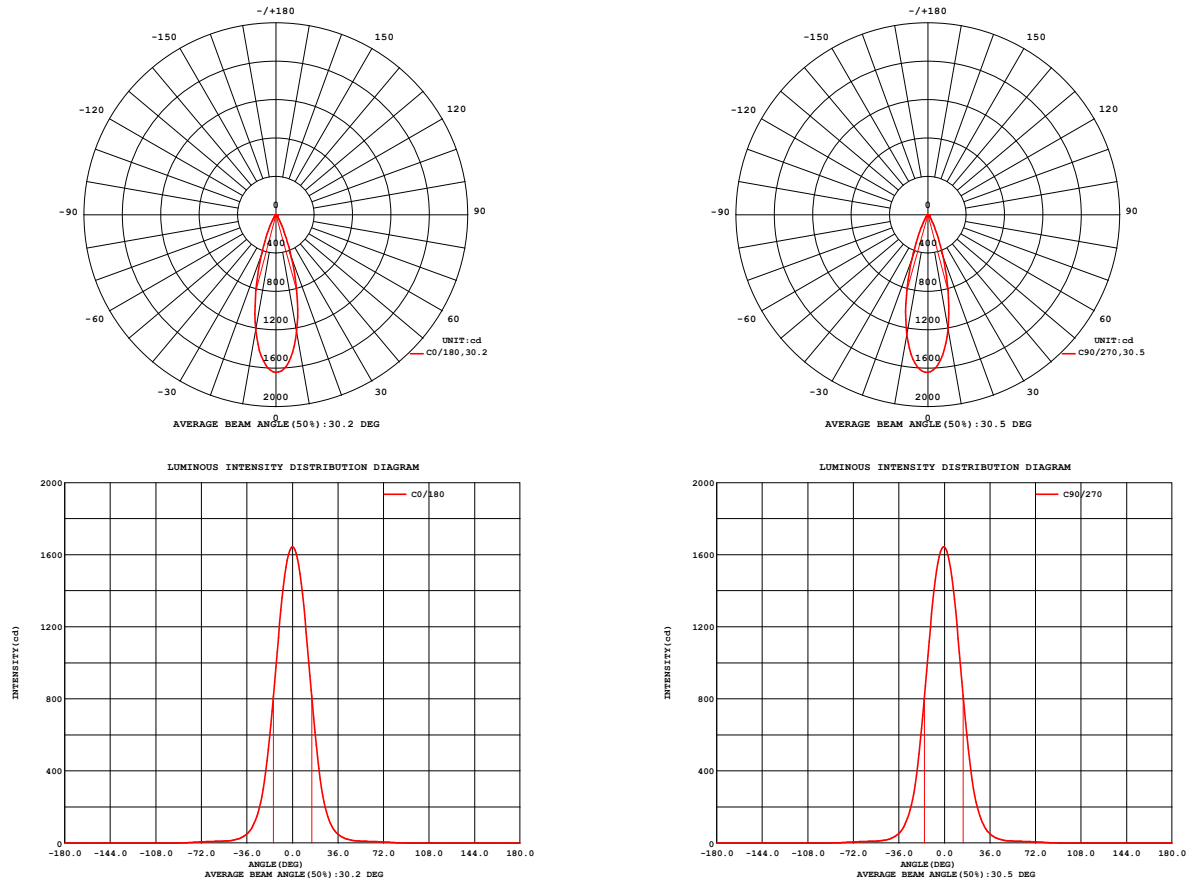 -/+180
-150 150
-120 120
-90 90
-60 60
-30 30
0
400
800
1200
1600
2000
0
UNIT:cd
C0/180,30.2
AVERAGE BEAM ANGLE(50%):30.2 DEG
-/+180
-150 150
-120 120
-90 90
-60 60
-30 30
0
400
800
1200
1600
2000
0
UNIT:cd
C90/270,30.5
AVERAGE BEAM ANGLE(50%):30.5 DEG
LUMINOUS INTENSITY DISTRIBUTION DIAGRAM
C0/180
INTENSITY(cd)
2000
1600
1200
800
400
0
-180.0 -144.0 -108.0 -72.0 -36.0 0.0 36.0 72.0 108.0 144.0 180.0
ANGLE(DEG)
AVERAGE BEAM ANGLE(50%):30.2 DEG
LUMINOUS INTENSITY DISTRIBUTION DIAGRAM
C90/270
INTENSITY(cd)
2000
1600
1200
800
400
0
-180.0 -144.0 -108.0 -72.0 -36.0 0.0 36.0 72.0 108.0 144.0 180.0
ANGLE(DEG)
AVERAGE BEAM ANGLE(50%):30.5 DEG